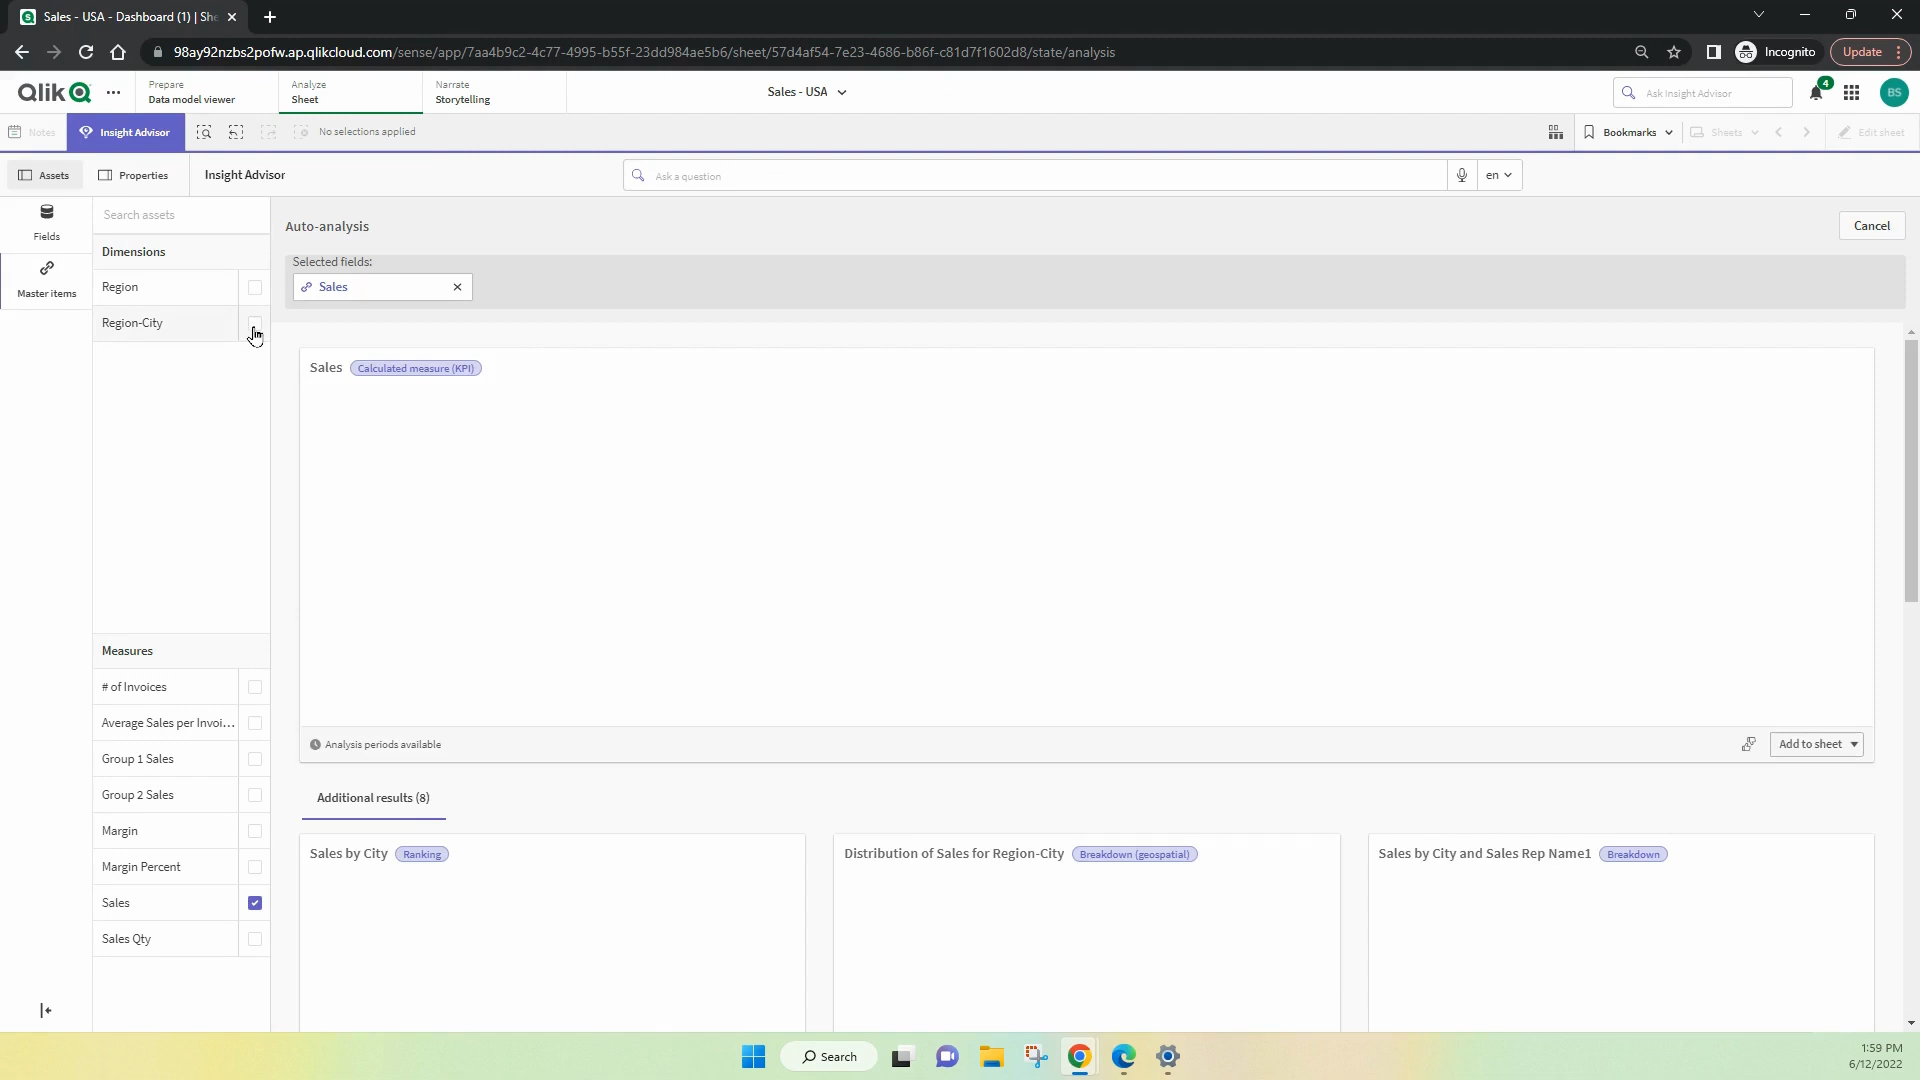 Sales - USA - Dashboard (1) | She
98ay92nzbs2pofw.ap.qlikcloud.com/sense/app/7aa4b9c2-4c77-4995-b55f-23dd984ae5b6/sheet/57d4af54-7e23-4686-b86f-c81d7f1602d8/state/analysis
Incognito
Update
Qlik
Prepare
Data model viewer
Analyze
Sheet
Narrate
Storytelling
Sales - USA
Ask Insight Advisor
4
BS
Notes
Insight Advisor
No selections applied
Bookmarks
Sheets
Edit sheet
Assets
Properties
Insight Advisor
Ask a question
en
Fields
Master items
Search assets
Dimensions
Region
Region-City
Measures
# of Invoices
Average Sales per Invoi...
Group 1 Sales
Group 2 Sales
Margin
Margin Percent
Sales
Sales Qty
Auto-analysis
Cancel
Selected fields:
Sales
Sales Calculated measure (KPI)
Analysis periods available
Add to sheet
Additional results (8)
Sales by City Ranking
Distribution of Sales for Region-City Breakdown (geospatial)
Sales by City and Sales Rep Name1 Breakdown
Search
1:59 PM
6/12/2022